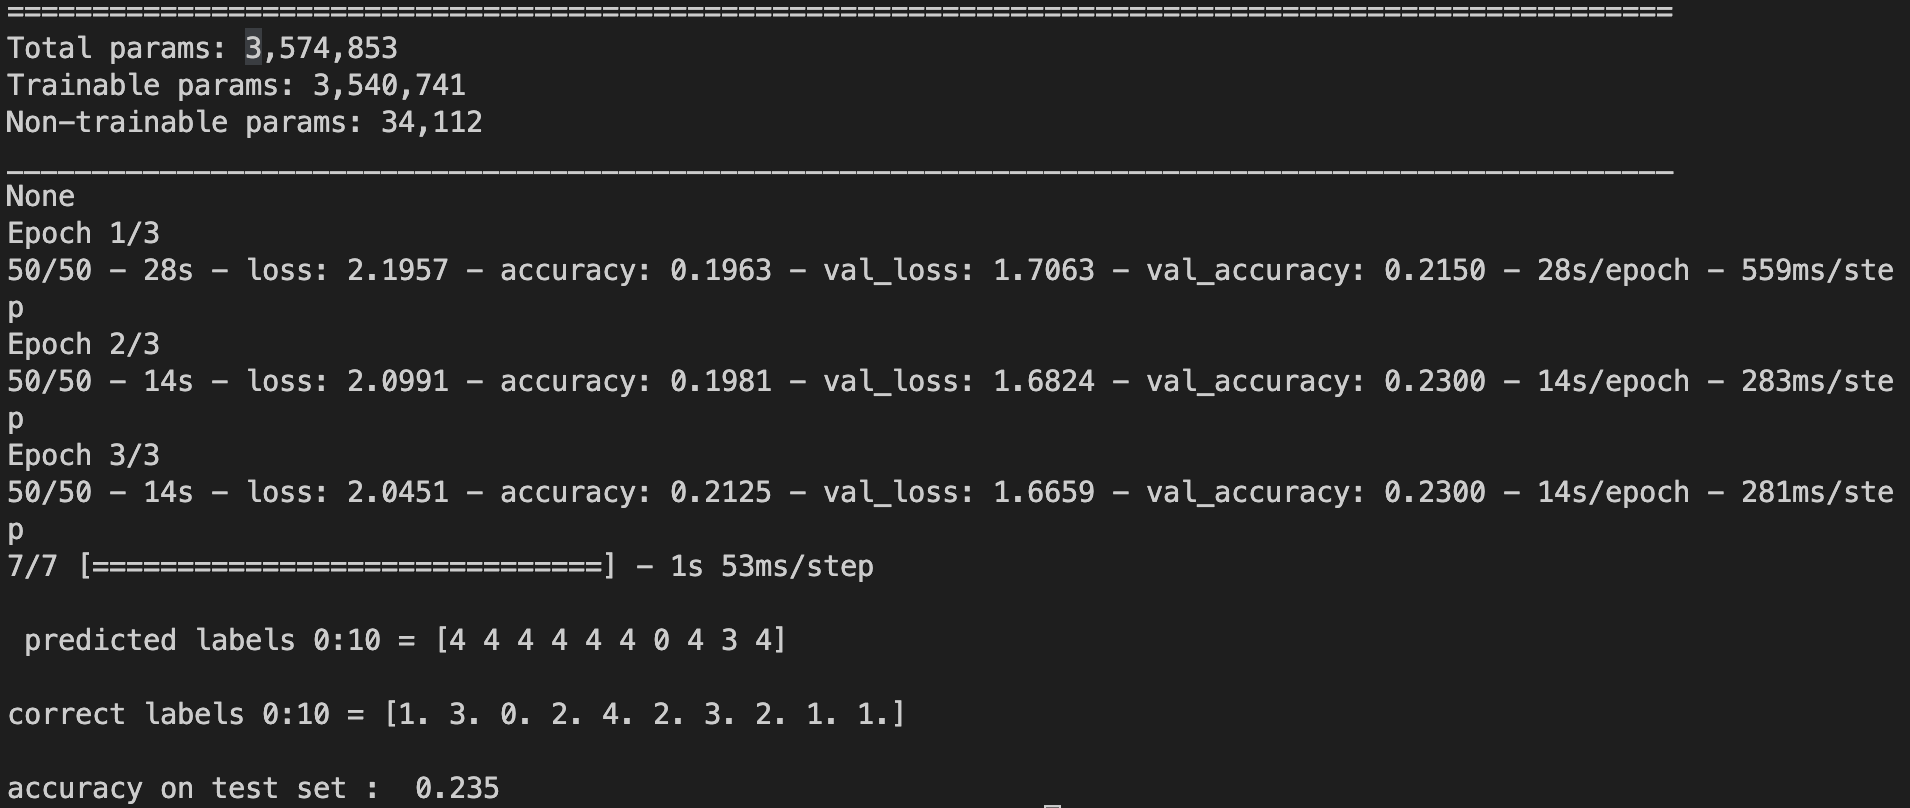 ==================================================================================================
Total params: 3,574,853
Trainable params: 3,540,741
Non-trainable params: 34,112
__________________________________________________________________________________________________
None
Epoch 1/3
50/50 - 28s - loss: 2.1957 - accuracy: 0.1963 - val_loss: 1.7063 - val_accuracy: 0.2150 - 28s/epoch - 559ms/ste
p
Epoch 2/3
50/50 - 14s - loss: 2.0991 - accuracy: 0.1981 - val_loss: 1.6824 - val_accuracy: 0.2300 - 14s/epoch - 283ms/ste
p
Epoch 3/3
50/50 - 14s - loss: 2.0451 - accuracy: 0.2125 - val_loss: 1.6659 - val_accuracy: 0.2300 - 14s/epoch - 281ms/ste
p
7/7 [==============================] - 1s 53ms/step
predicted labels 0:10 = [4 4 4 4 4 4 0 4 3 4]
correct labels 0:10 = [1. 3. 0. 2. 4. 2. 3. 2. 1. 1.]
accuracy on test set :  0.235